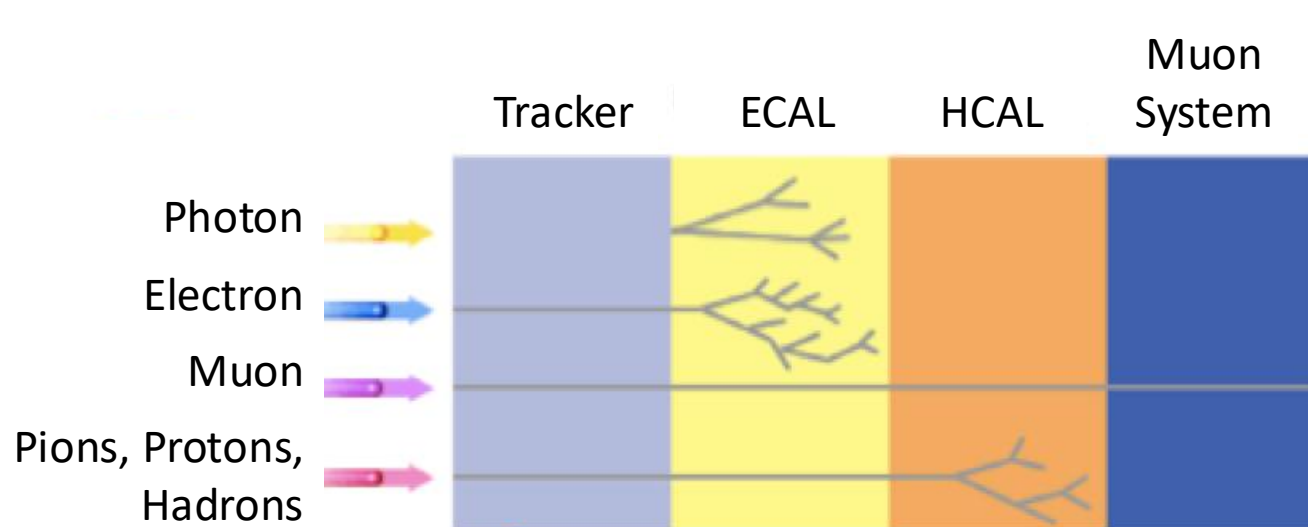 Muon
Tracker ECAL HCAL System
Photon
Electron
Muon
Pions, Protons,
Hadrons